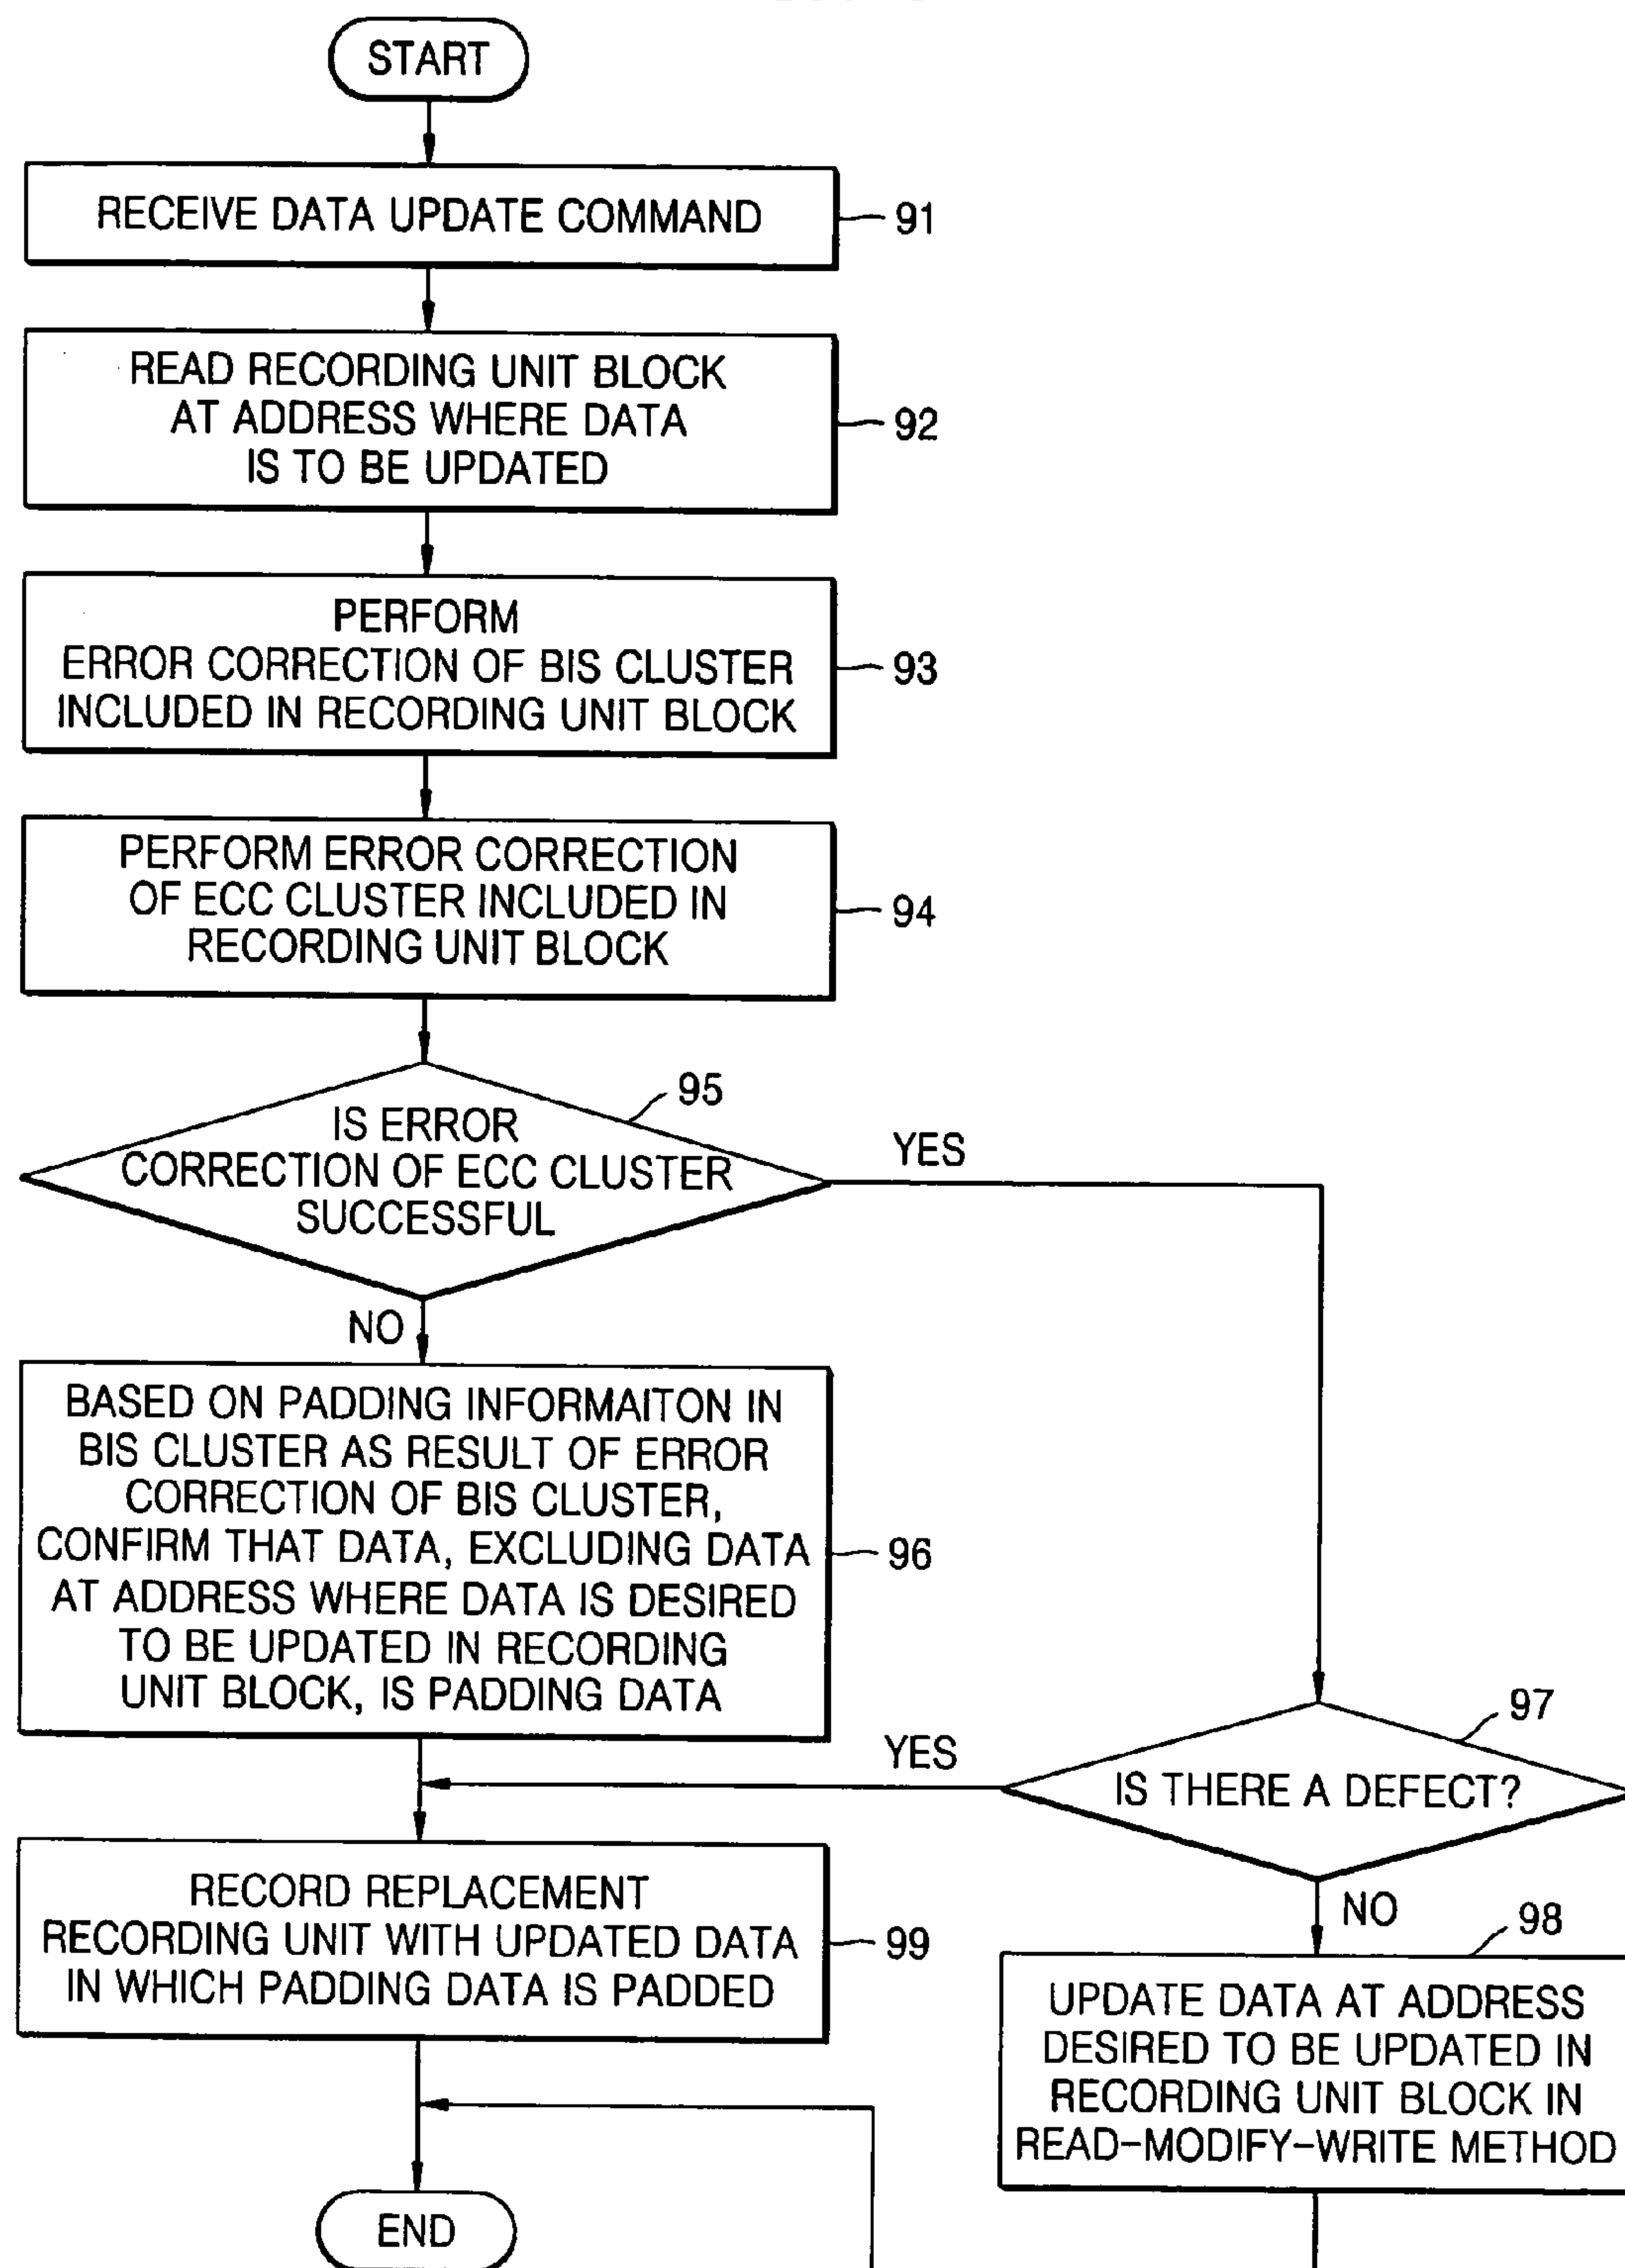 START
RECEIVE DATA UPDATE COMMAND
91
READ RECORDING UNIT BLOCK
AT ADDRESS WHERE DATA
IS TO BE UPDATED
92
PERFORM
ERROR CORRECTION OF BIS CLUSTER
INCLUDED IN RECORDING UNIT BLOCK
93
PERFORM ERROR CORRECTION
OF ECC CLUSTER INCLUDED IN
RECORDING UNIT BLOCK
94
95
IS ERROR
CORRECTION OF ECC CLUSTER
SUCCESSFUL
YES
NO
BASED ON PADDING INFORMAITON IN
BIS CLUSTER AS RESULT OF ERROR
CORRECTION OF BIS CLUSTER,
CONFIRM THAT DATA, EXCLUDING DATA
AT ADDRESS WHERE DATA IS DESIRED
TO BE UPDATED IN RECORDING
UNIT BLOCK, IS PADDING DATA
96
97
YES
IS THERE A DEFECT?
NO
98
RECORD REPLACEMENT
RECORDING UNIT WITH UPDATED DATA
IN WHICH PADDING DATA IS PADDED
99
UPDATE DATA AT ADDRESS
DESIRED TO BE UPDATED IN
RECORDING UNIT BLOCK IN
READ-MODIFY-WRITE METHOD
END